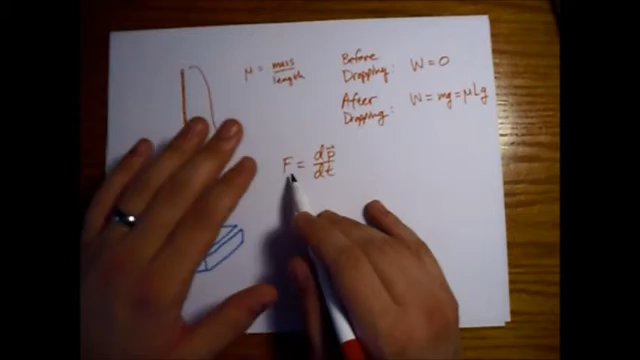 μ = mass
length
Before
Dropping: W = 0
After
Dropping: W = mg = μLg
F = dp⃗
dt